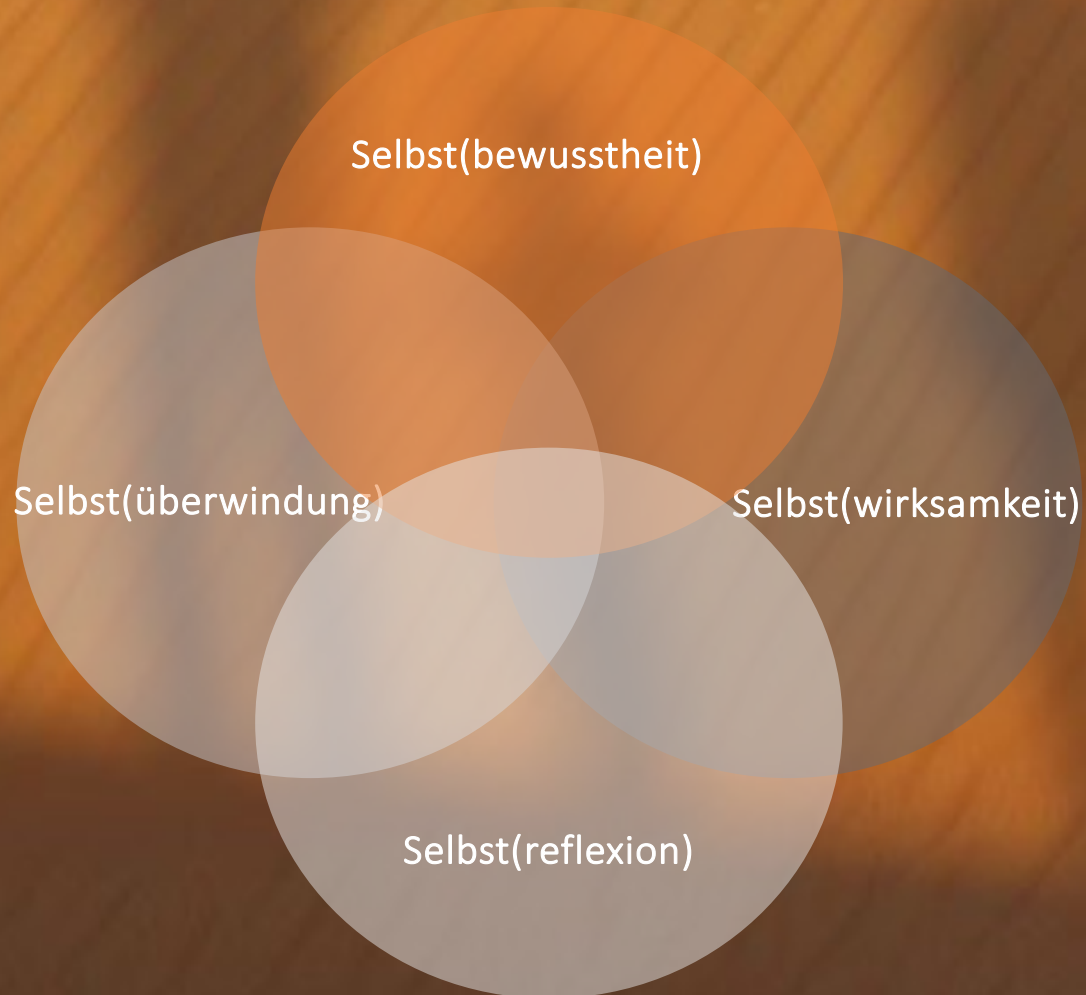 Selbst(bewusstheit)
Selbst(überwindung)
Selbst(wirksamkeit)
Selbst(reflexion)